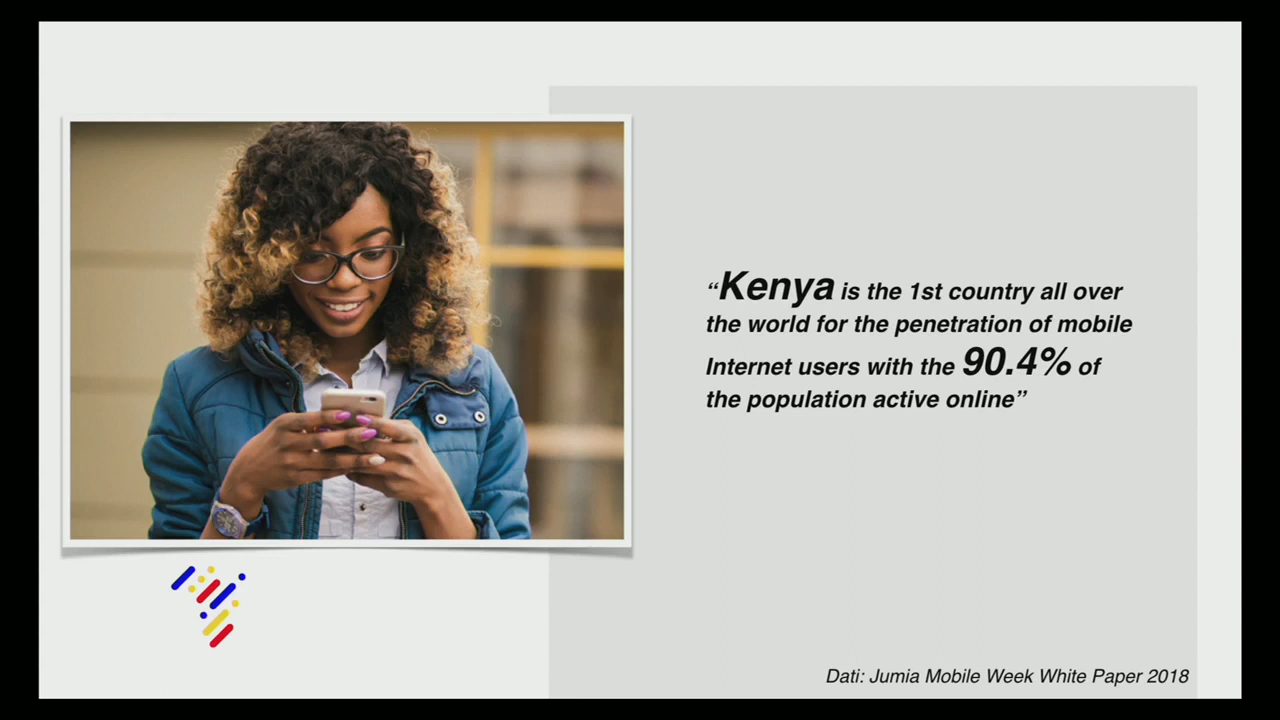 “Kenya is the 1st country all over
the world for the penetration of mobile
Internet users with the 90.4% of
the population active online”
Dati: Jumia Mobile Week White Paper 2018